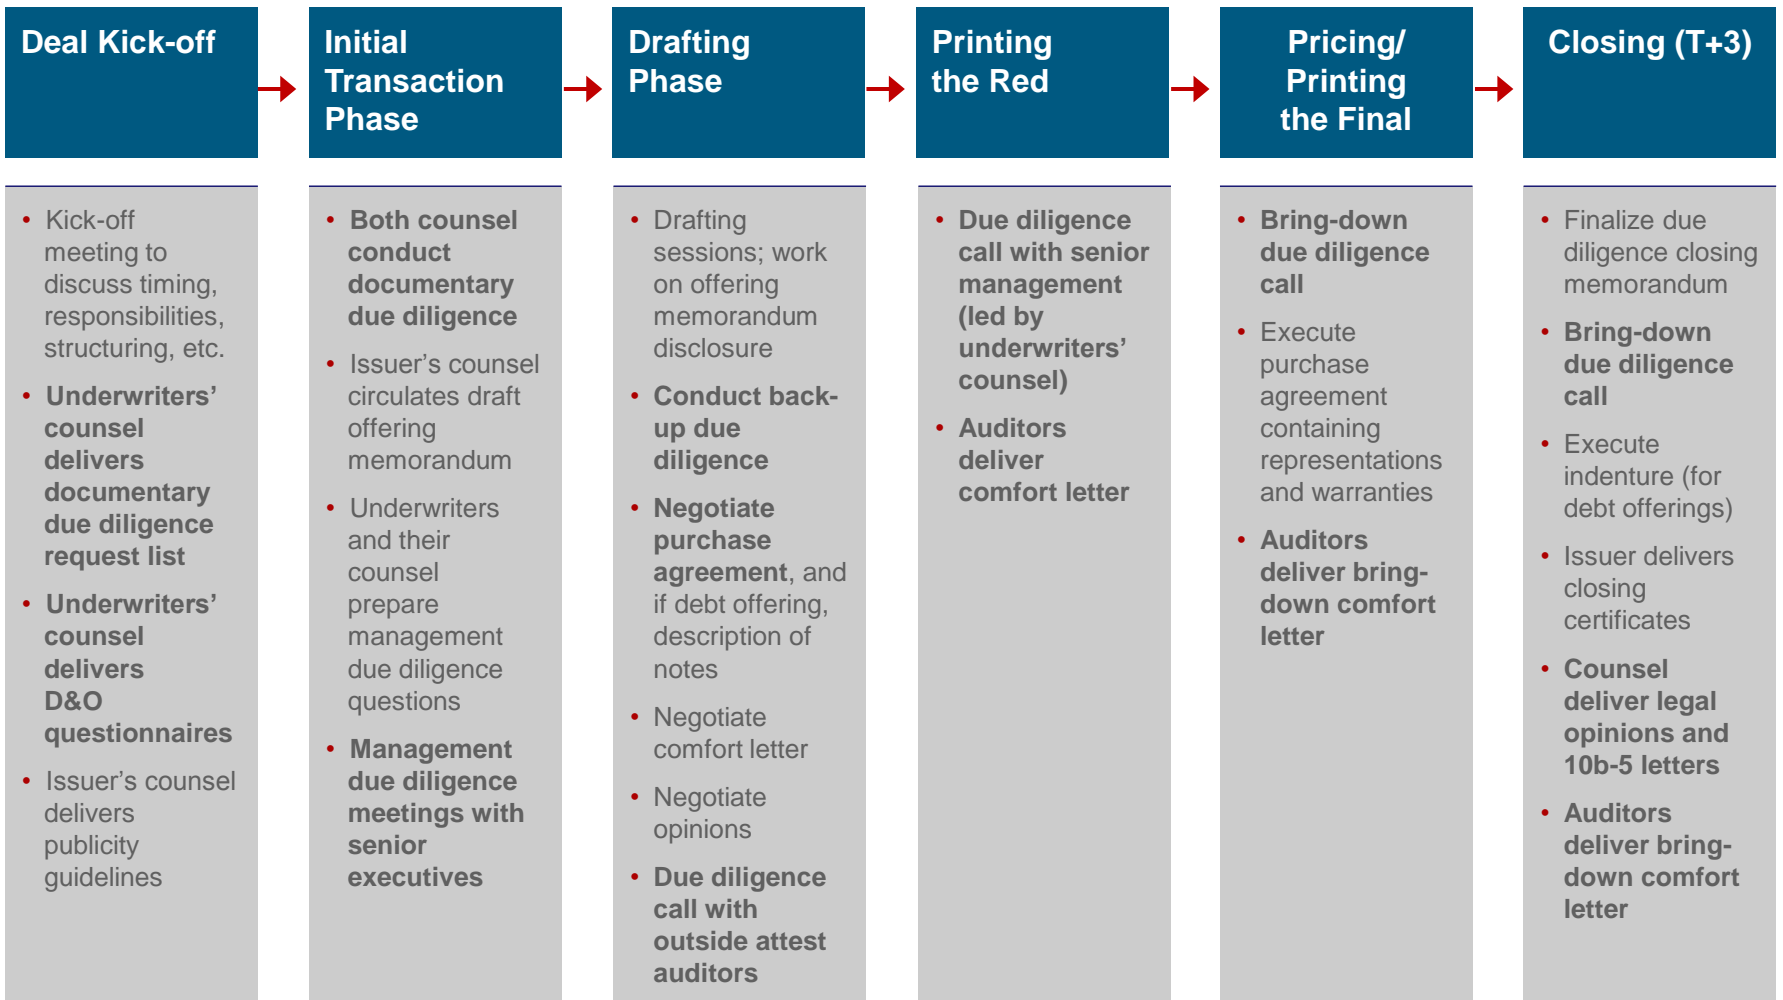 Deal Kick-off
Initial
Transaction
Phase
Drafting
Phase
Printing
the Red
Pricing/
Printing
the Final
Closing (T+3)
• Kick-off
meeting to
discuss timing,
responsibilities,
structuring, etc.
• Underwriters’
counsel
delivers
documentary
due diligence
request list
• Underwriters’
counsel
delivers
D&O
questionnaires
• Issuer’s counsel
delivers
publicity
guidelines
• Both counsel
conduct
documentary
due diligence
• Issuer’s counsel
circulates draft
offering
memorandum
• Underwriters
and their
counsel
prepare
management
due diligence
questions
• Management
due diligence
meetings with
senior
executives
• Drafting
sessions; work
on offering
memorandum
disclosure
• Conduct back-
up due
diligence
• Negotiate
purchase
agreement, and
if debt offering,
description of
notes
• Negotiate
comfort letter
• Negotiate
opinions
• Due diligence
call with
outside attest
auditors
• Due diligence
call with senior
management
(led by
underwriters’
counsel)
• Auditors
deliver
comfort letter
• Bring-down
due diligence
call
• Execute
purchase
agreement
containing
representations
and warranties
• Auditors
deliver bring-
down comfort
letter
• Finalize due
diligence closing
memorandum
• Bring-down
due diligence
call
• Execute
indenture (for
debt offerings)
• Issuer delivers
closing
certificates
• Counsel
deliver legal
opinions and
10b-5 letters
• Auditors
deliver bring-
down comfort
letter